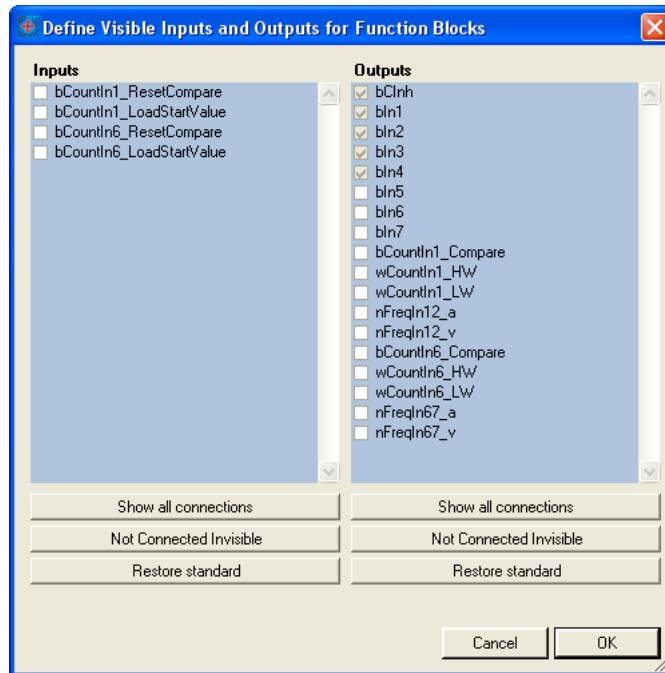 Define Visible Inputs and Outputs for Function Blocks
Inputs
bCountIn1_ResetCompare
bCountIn1_LoadStartValue
bCountIn6_ResetCompare
bCountIn6_LoadStartValue
Show all connections
Not Connected Invisible
Restore standard
Outputs
bCInh
bIn1
bIn2
bIn3
bIn4
bIn5
bIn6
bIn7
bCountIn1_Compare
wCountIn1_HW
wCountIn1_LW
nFreqIn12_a
nFreqIn12_v
bCountIn6_Compare
wCountIn6_HW
wCountIn6_LW
nFreqIn67_a
nFreqIn67_v
Show all connections
Not Connected Invisible
Restore standard
Cancel
OK